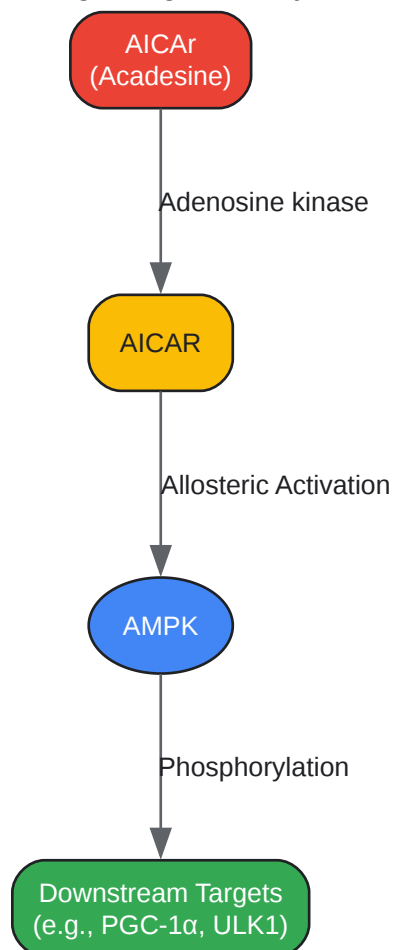 AICAr
(Acadesine)
Adenosine kinase
AICAR
Allosteric Activation
AMPK
Phosphorylation
Downstream Targets
(e.g., PGC-1α, ULK1)